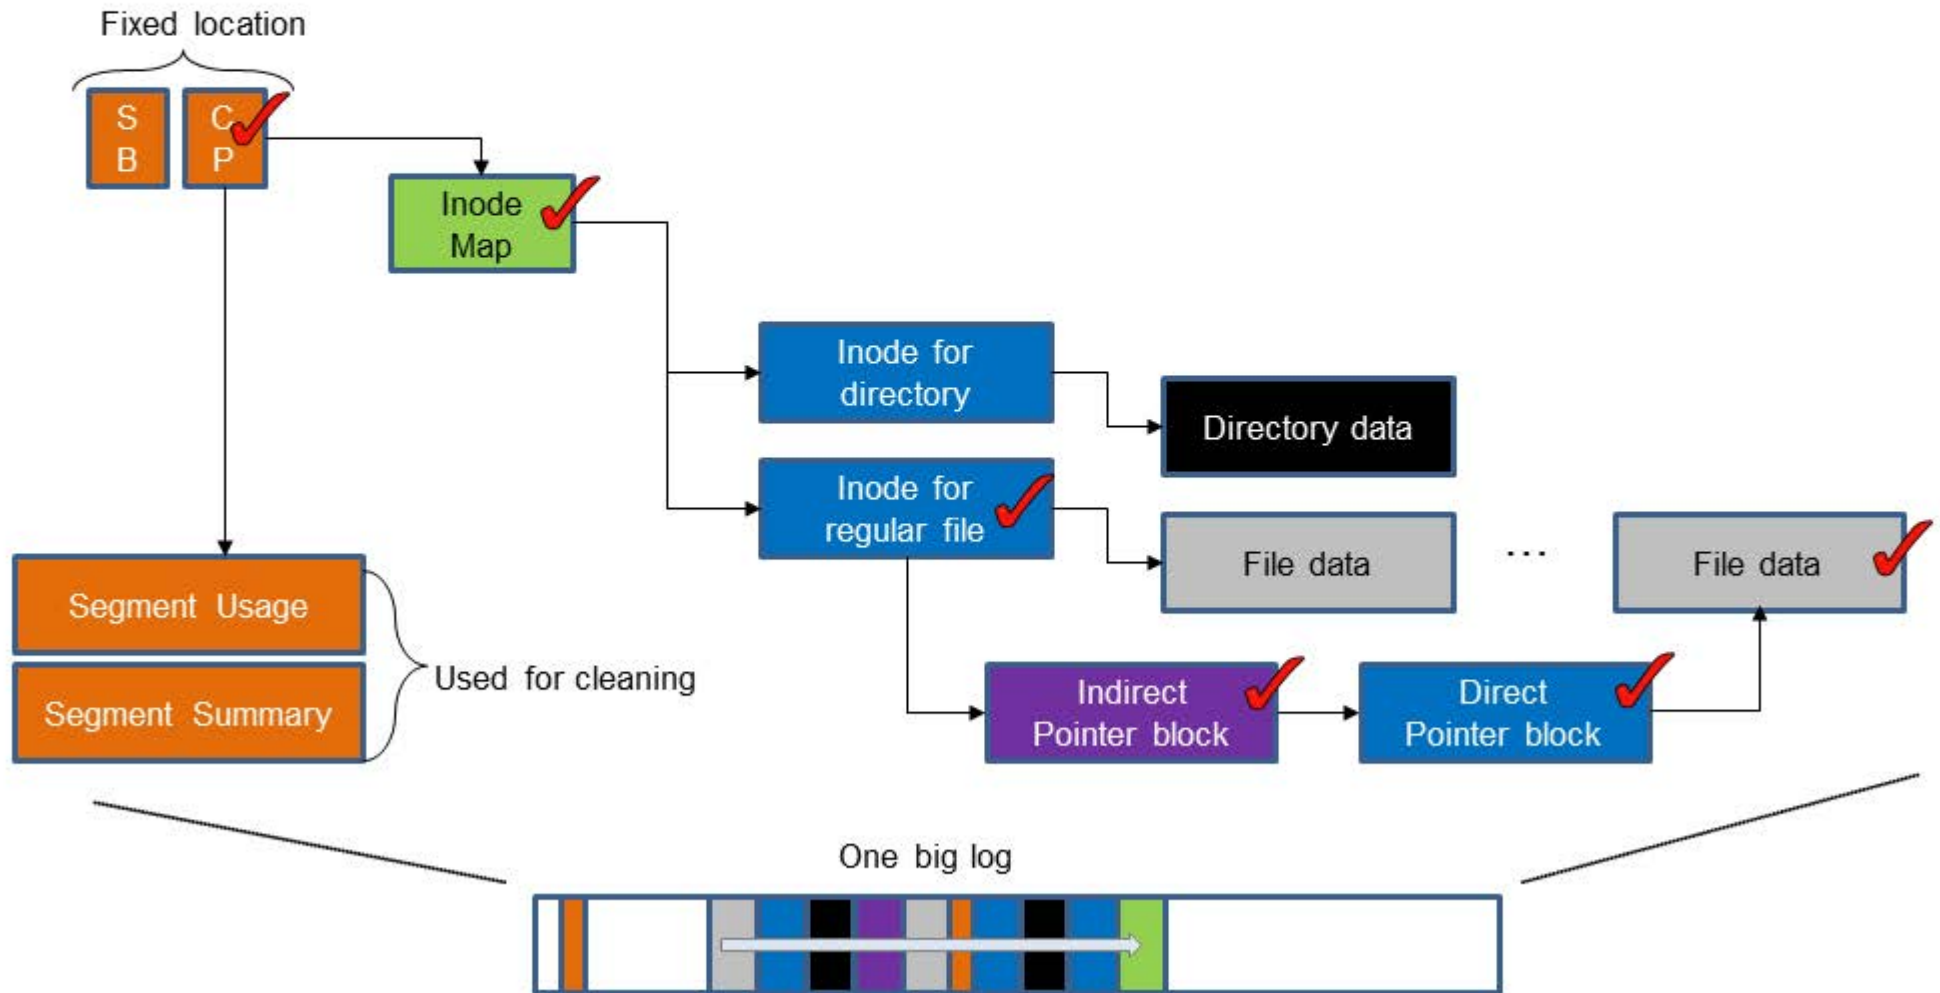 Fixed location
S
B
C
P
Inode
Map
Inode for
directory
Directory data
Inode for
regular file
File data
...
File data
Segment Usage
Segment Summary
Used for cleaning
Indirect
Pointer block
Direct
Pointer block
One big log